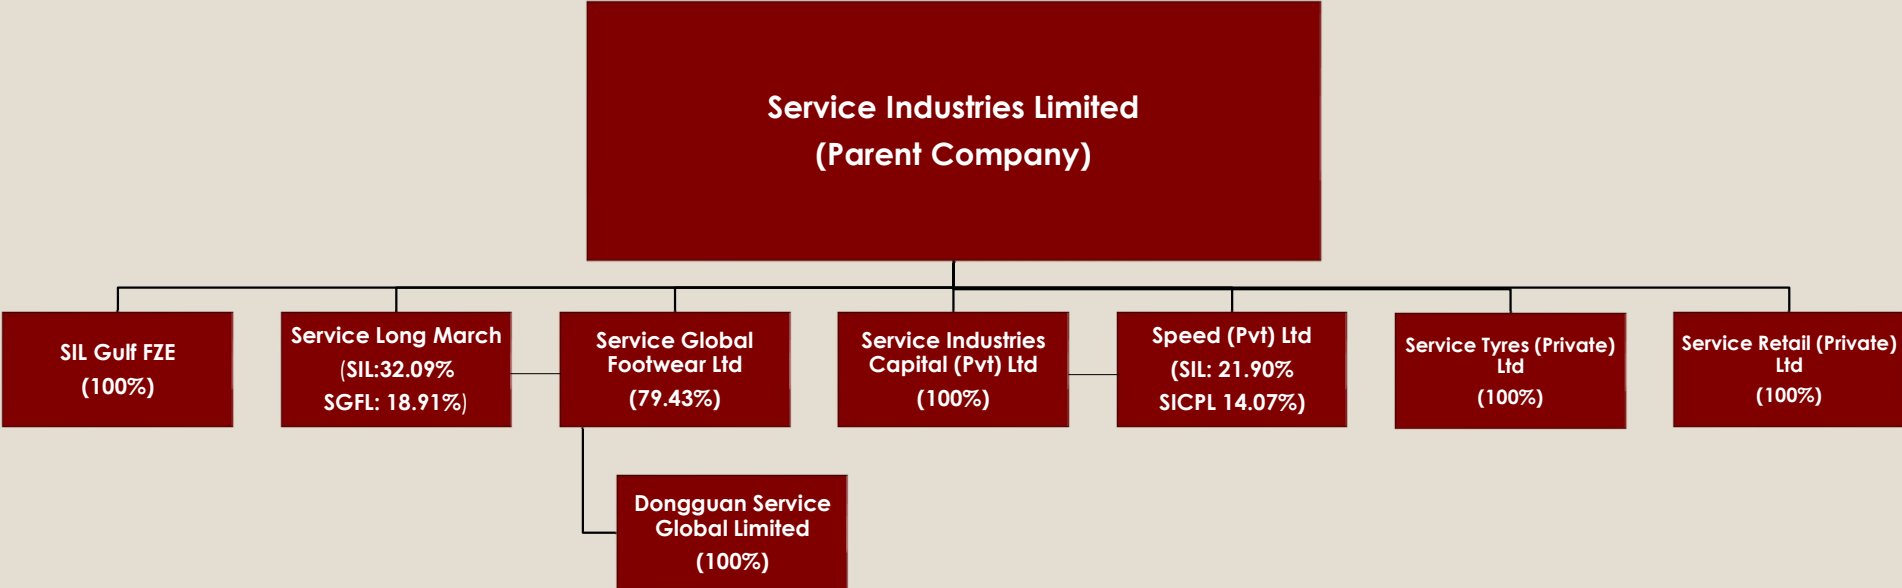 Service Industries Limited
(Parent Company)
SIL Gulf FZE
(100%)
Service Long March
(SIL:32.09%
SGFL: 18.91%)
Service Global
Footwear Ltd
(79.43%)
Service Industries
Capital (Pvt) Ltd
(100%)
Speed (Pvt) Ltd
(SIL: 21.90%
SICPL 14.07%)
Service Tyres (Private)
Ltd
(100%)
Service Retail (Private)
Ltd
(100%)
Dongguan Service
Global Limited
(100%)